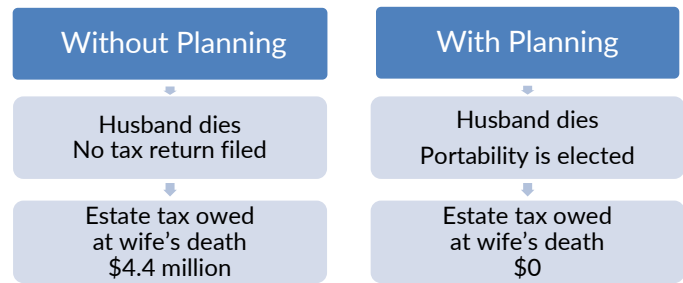 Without Planning
Husband dies
No tax return filed
Estate tax owed
at wife’s death
$4.4 million
With Planning
Husband dies
Portability is elected
Estate tax owed
at wife’s death
$0